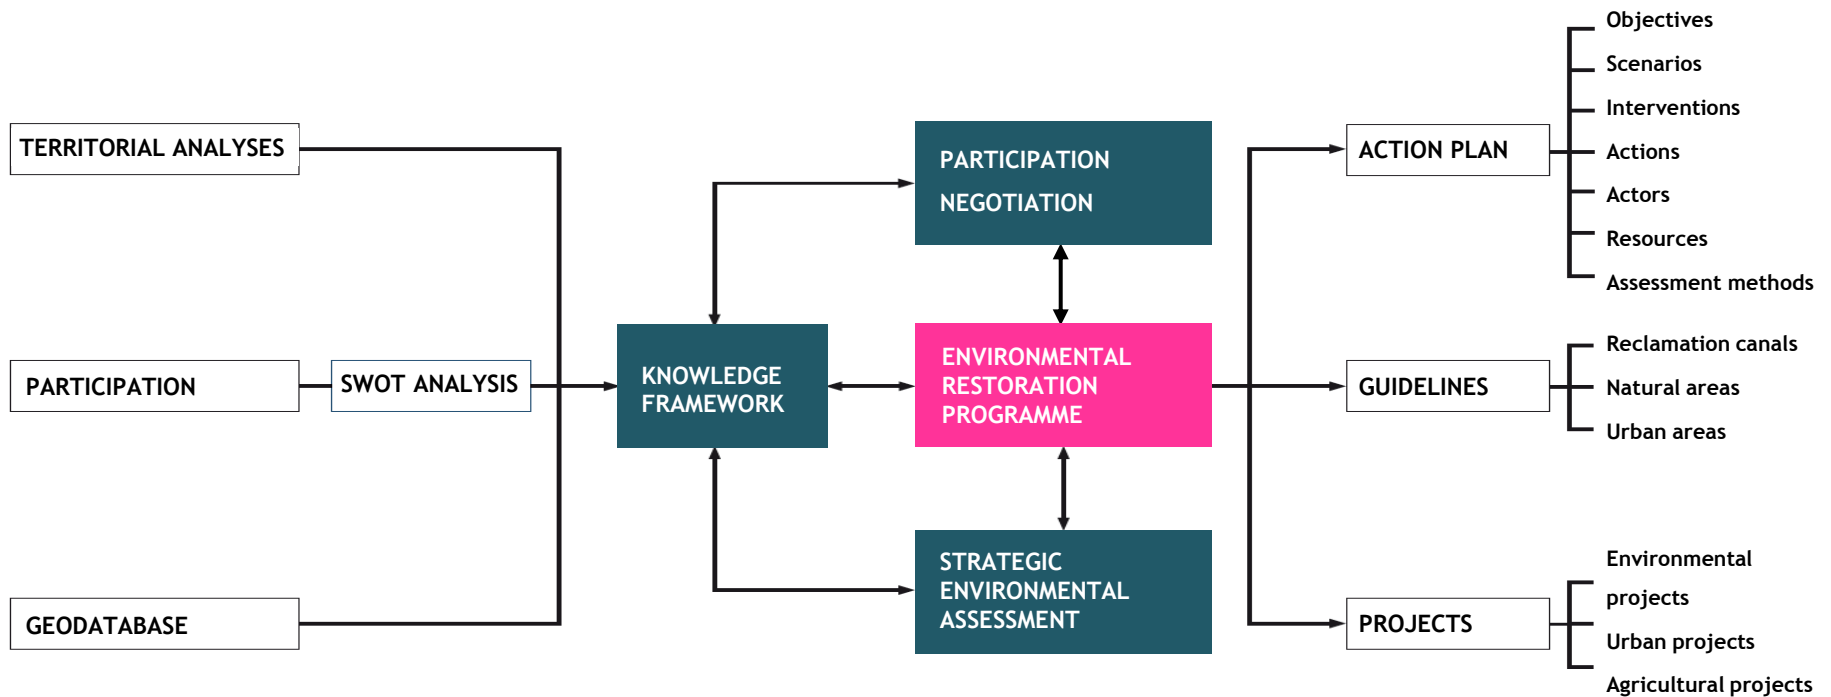 TERRITORIAL ANALYSES
PARTICIPATION
SWOT ANALYSIS
GEODATABASE
KNOWLEDGE
FRAMEWORK
PARTICIPATION
NEGOTIATION
ENVIRONMENTAL
RESTORATION
PROGRAMME
STRATEGIC
ENVIRONMENTAL
ASSESSMENT
ACTION PLAN
Objectives
Scenarios
Interventions
Actions
Actors
Resources
Assessment methods
GUIDELINES
Reclamation canals
Natural areas
Urban areas
PROJECTS
Environmental
projects
Urban projects
Agricultural projects